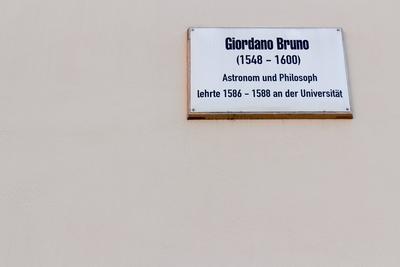 Giordano Bruno
(1548 – 1600)
Astronom und Philosoph
lehrte 1586 – 1588 an der Universität